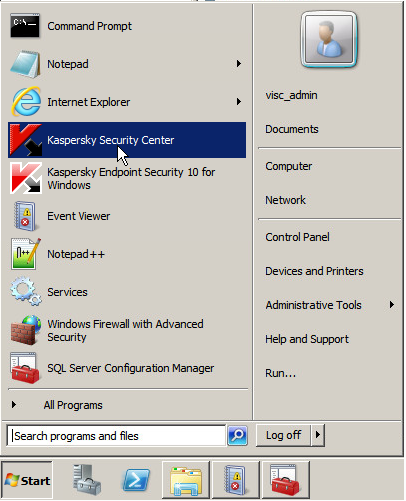 Command Prompt
Notepad
Internet Explorer
Kaspersky Security Center
Kaspersky Endpoint Security 10 for
Windows
Event Viewer
Notepad++
Services
Windows Firewall with Advanced
Security
SQL Server Configuration Manager
All Programs
Search programs and files
visc_admin
Documents
Computer
Network
Control Panel
Devices and Printers
Administrative Tools
Help and Support
Run...
Log off
Start